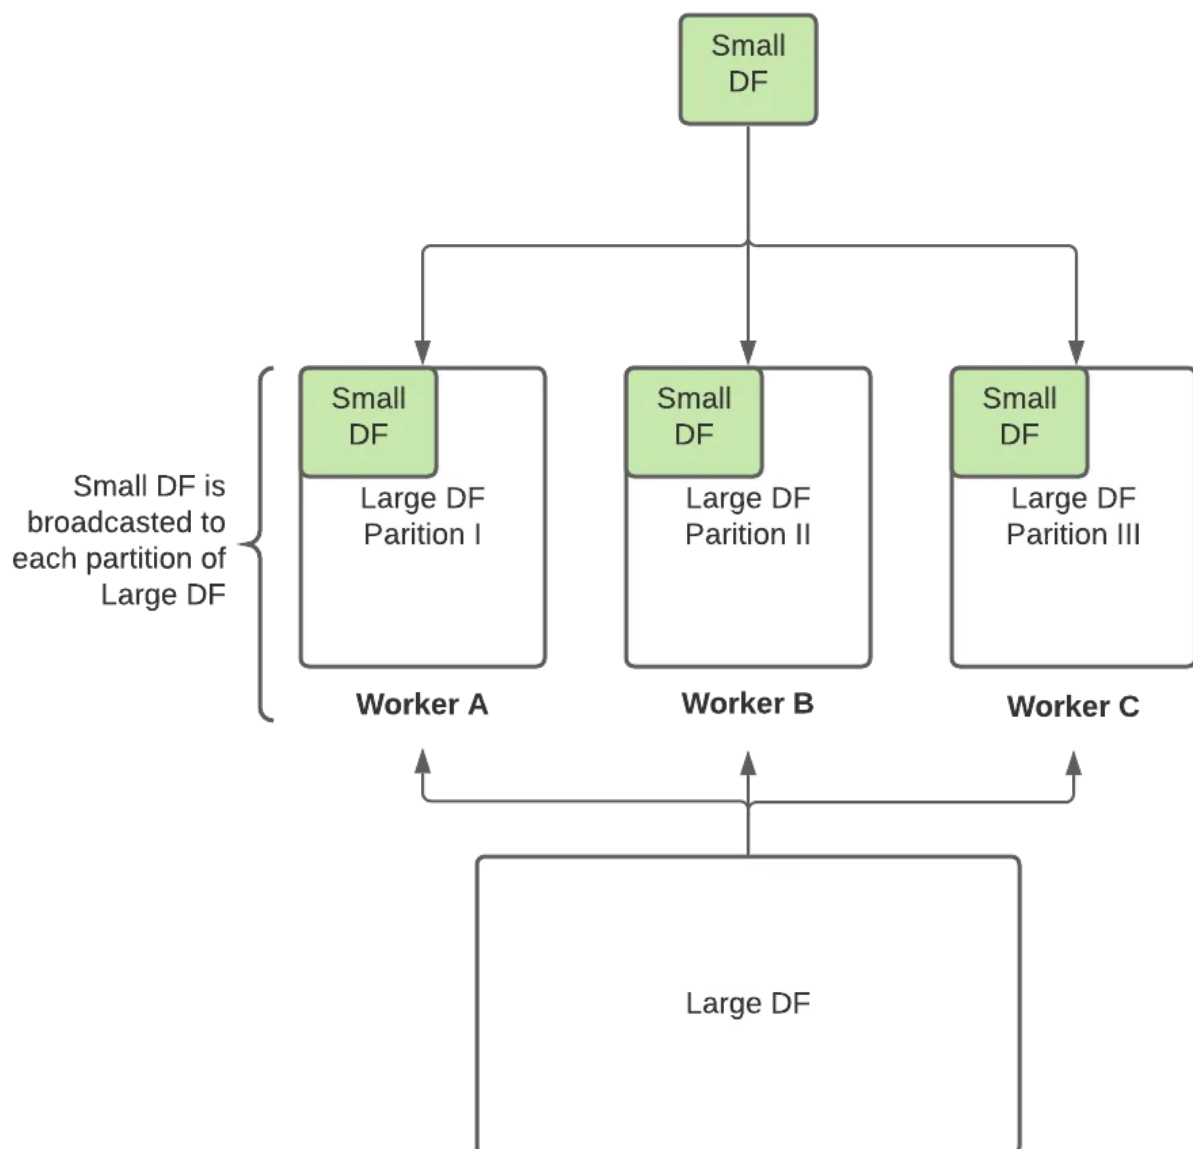 Small
DF
Small
DF
Small
DF
Small
DF
Large DF
Parition I
Large DF
Parition II
Large DF
Parition III
Small DF is
broadcasted to
each partition of
Large DF
Worker A
Worker B
Worker C
Large DF